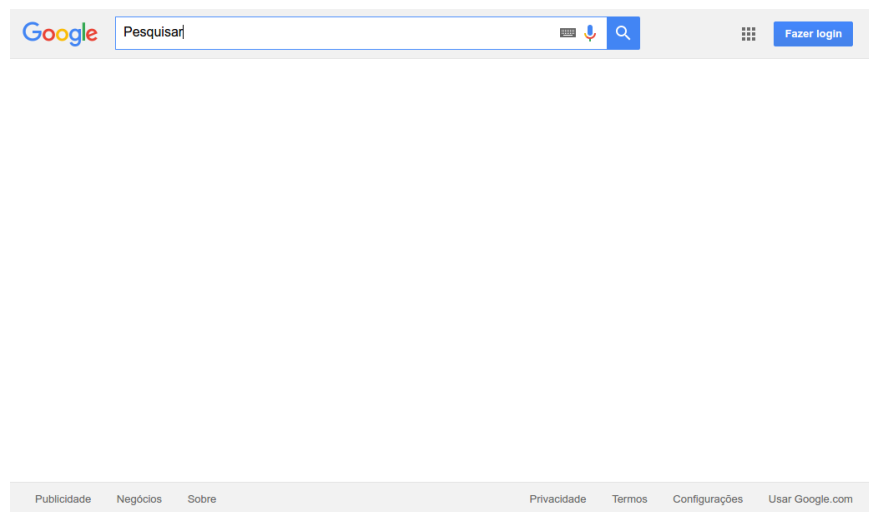 Google Pesquisar Fazer login
Publicidade Negócios Sobre Privacidade Termos Configurações Usar Google.com